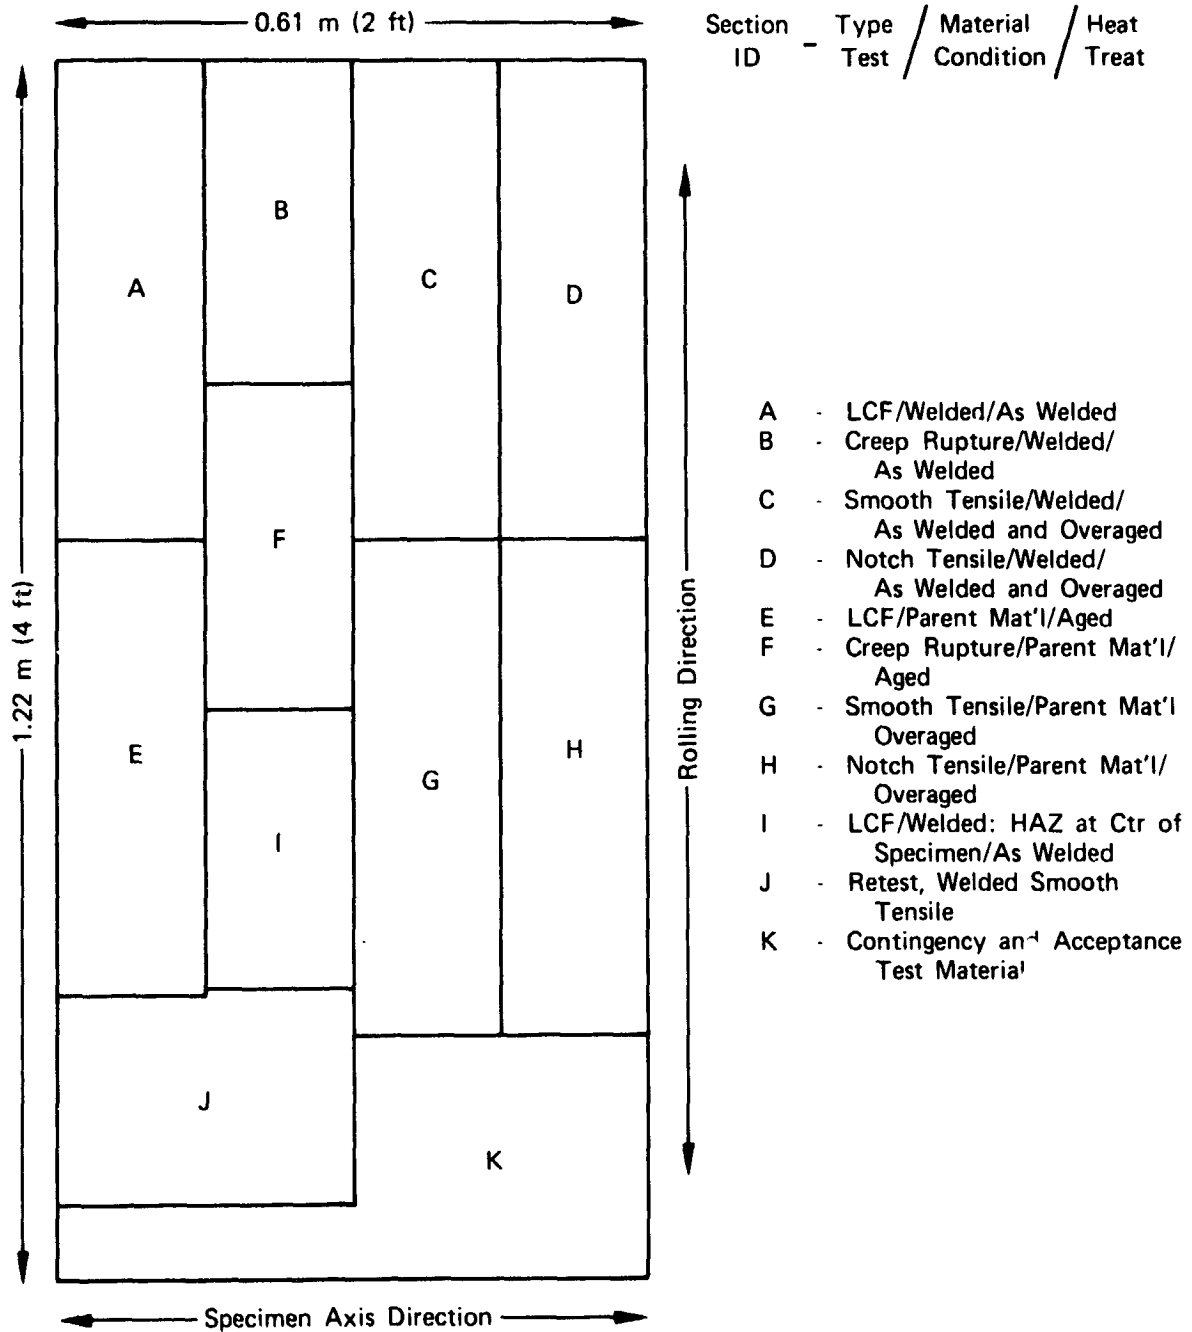 0.61 m (2 ft)
Section Type / Material / Heat
ID - Test / Condition / Treat
A
B
C
D
E
F
G
H
I
J
K
1.22 m (4 ft)
Rolling Direction
Specimen Axis Direction
A - LCF/Welded/As Welded
B - Creep Rupture/Welded/
As Welded
C - Smooth Tensile/Welded/
As Welded and Overaged
D - Notch Tensile/Welded/
As Welded and Overaged
E - LCF/Parent Mat'l/Aged
F - Creep Rupture/Parent Mat'l/
Aged
G - Smooth Tensile/Parent Mat'l
Overaged
H - Notch Tensile/Parent Mat'l/
Overaged
I - LCF/Welded: HAZ at Ctr of
Specimen/As Welded
J - Retest, Welded Smooth
Tensile
K - Contingency and Acceptance
Test Material